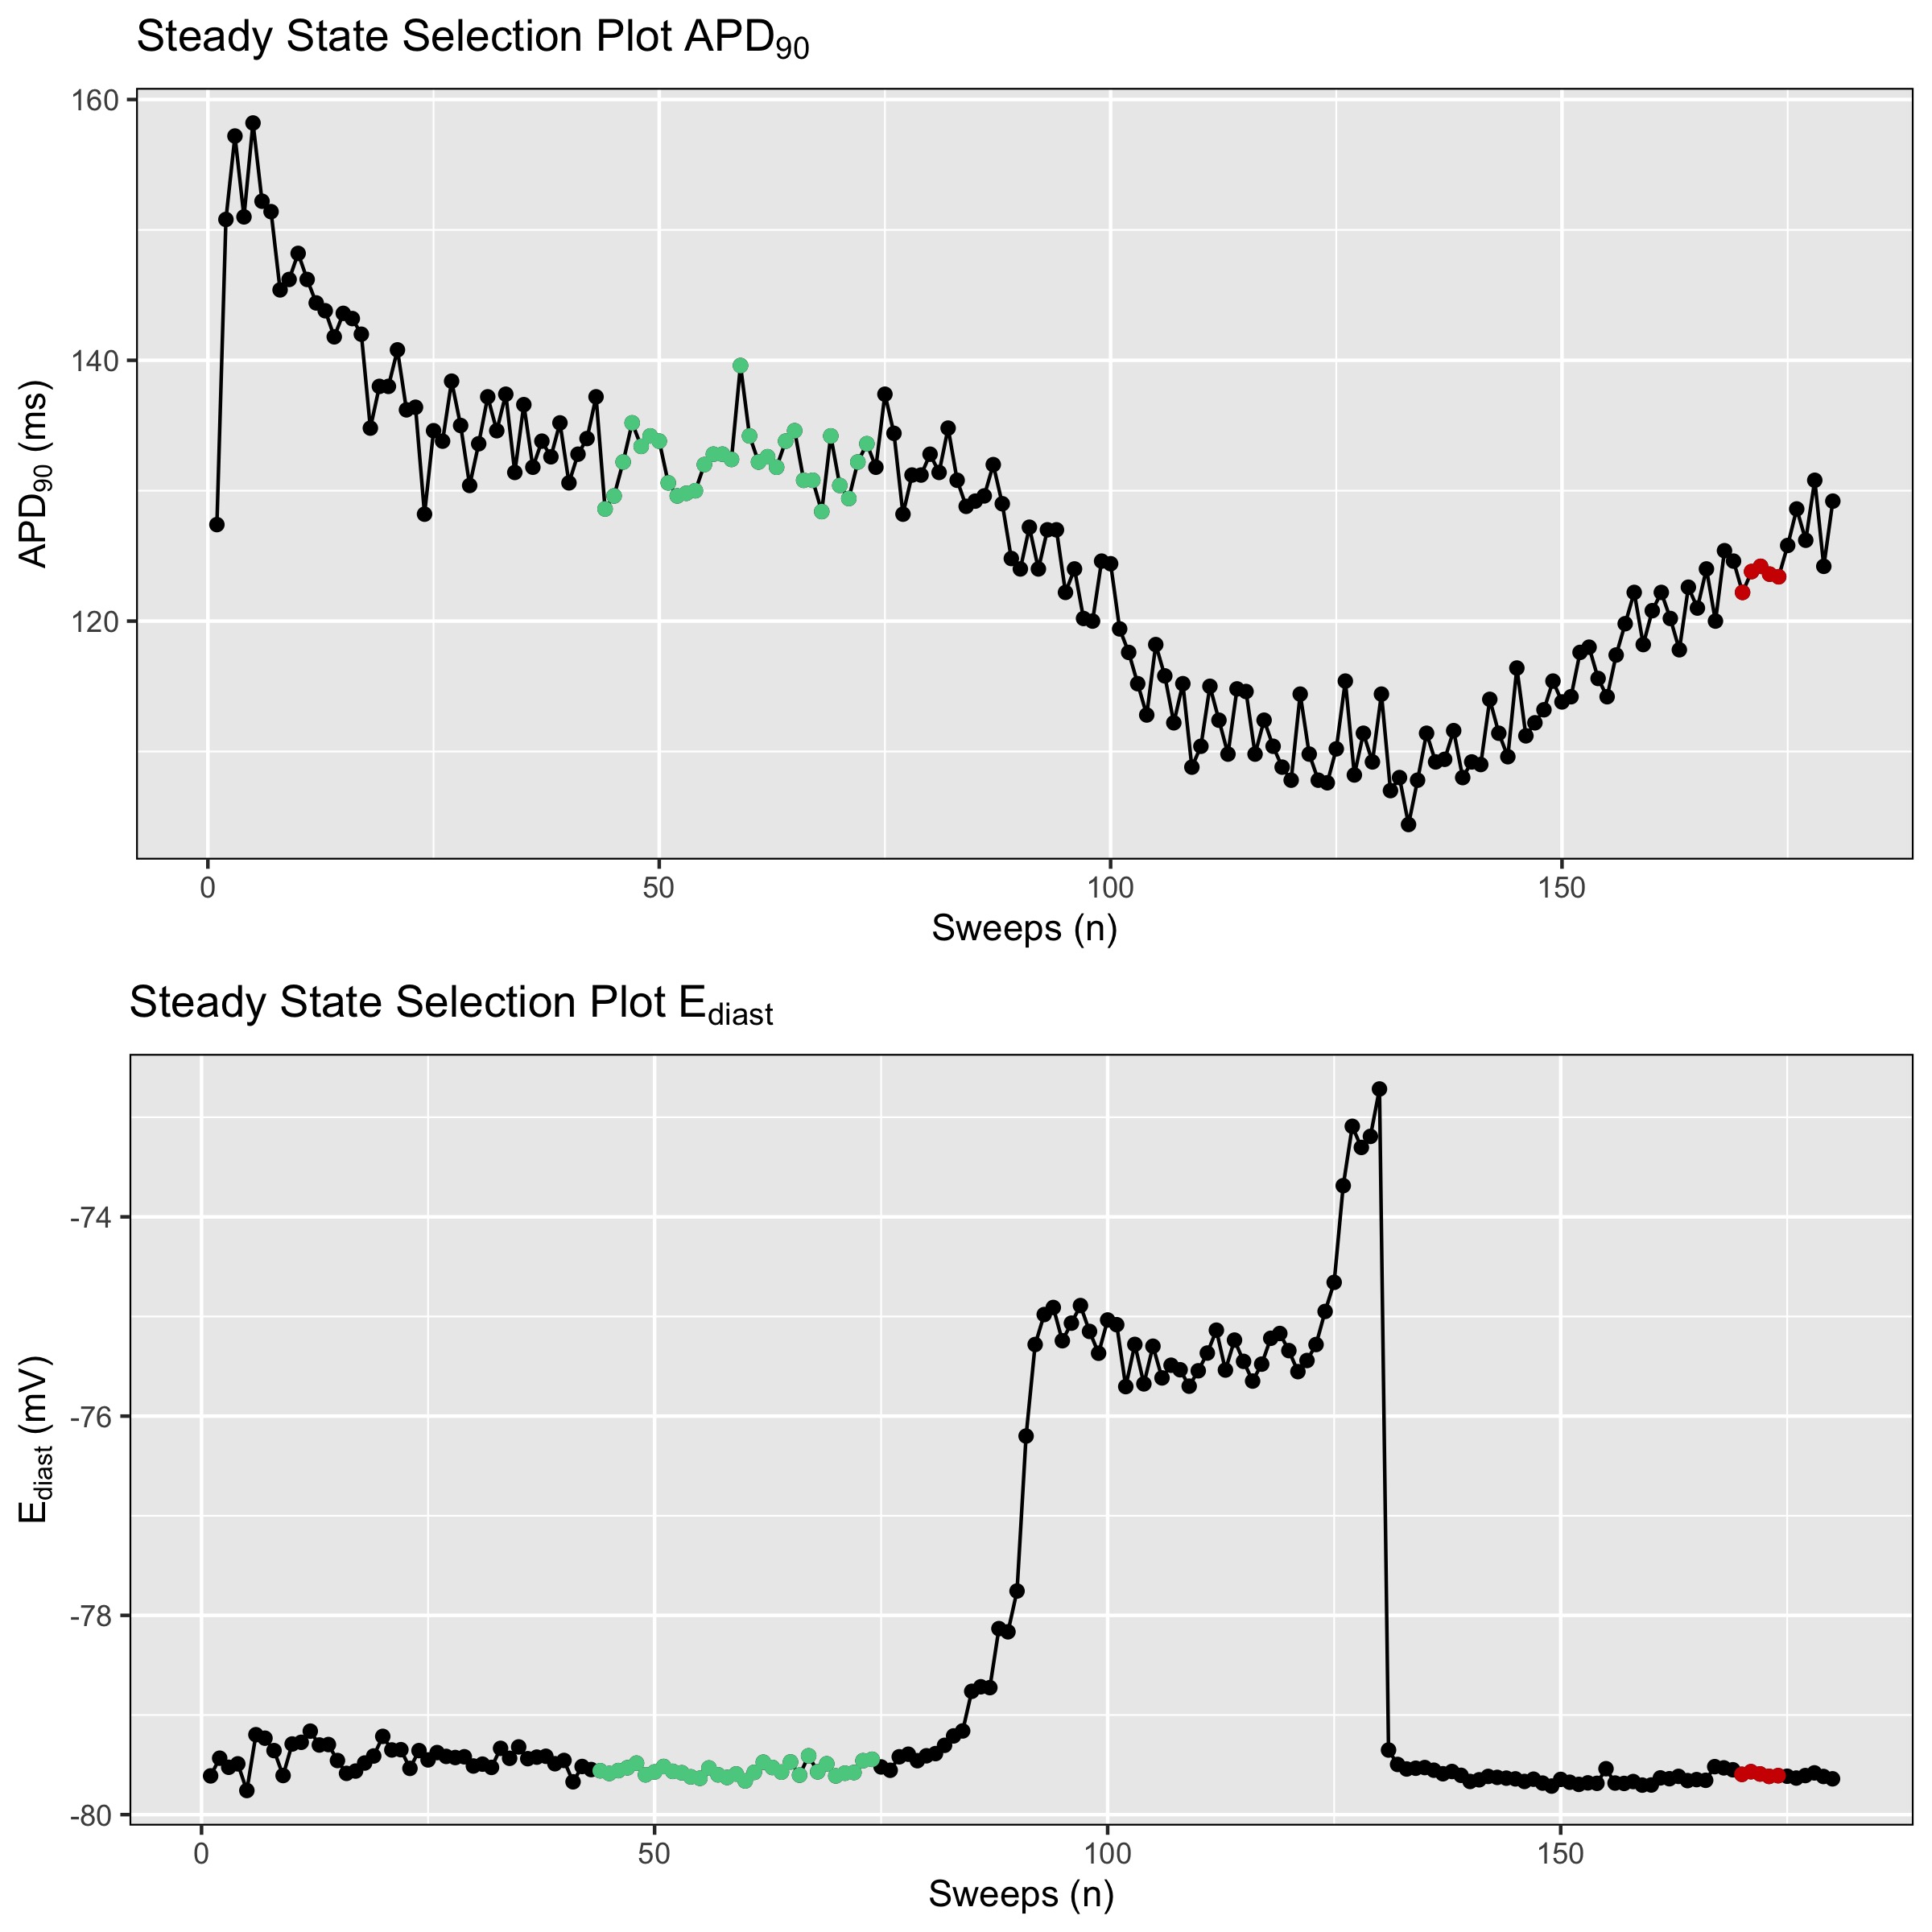 Steady State Selection Plot APD90
160
140
120
APD90 (ms)
0 50 100 150
Sweeps (n)
Steady State Selection Plot Ediast
-74
-76
-78
-80
Ediast (mV)
0 50 100 150
Sweeps (n)